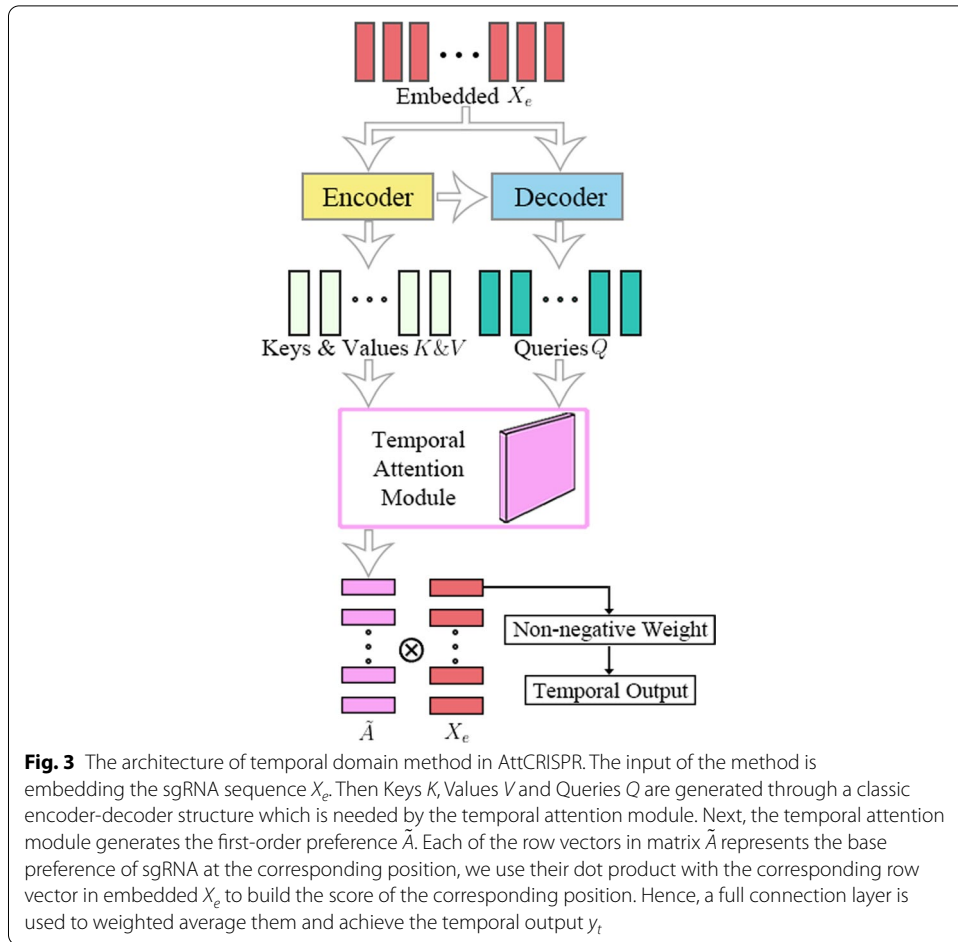 Embedded X_e
Encoder
Decoder
Keys & Values K&V
Queries Q
Temporal
Attention
Module
Non-negative Weight
Temporal Output
Ã
X_e
Fig. 3 The architecture of temporal domain method in AttCRISPR. The input of the method is
embedding the sgRNA sequence X_e. Then Keys K, Values V and Queries Q are generated through a classic
encoder-decoder structure which is needed by the temporal attention module. Next, the temporal attention
module generates the first-order preference Ã. Each of the row vectors in matrix Ã represents the base
preference of sgRNA at the corresponding position, we use their dot product with the corresponding row
vector in embedded X_e to build the score of the corresponding position. Hence, a full connection layer is
used to weighted average them and achieve the temporal output y_t